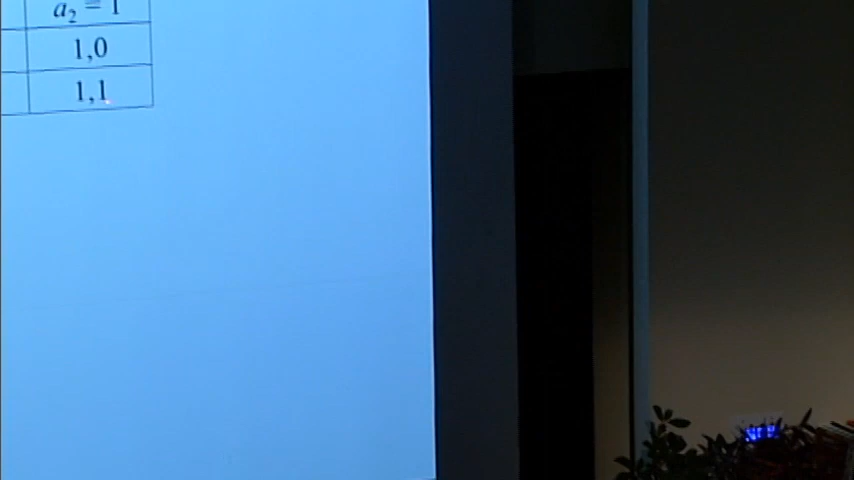 a₂ = 1
1,0
1,1